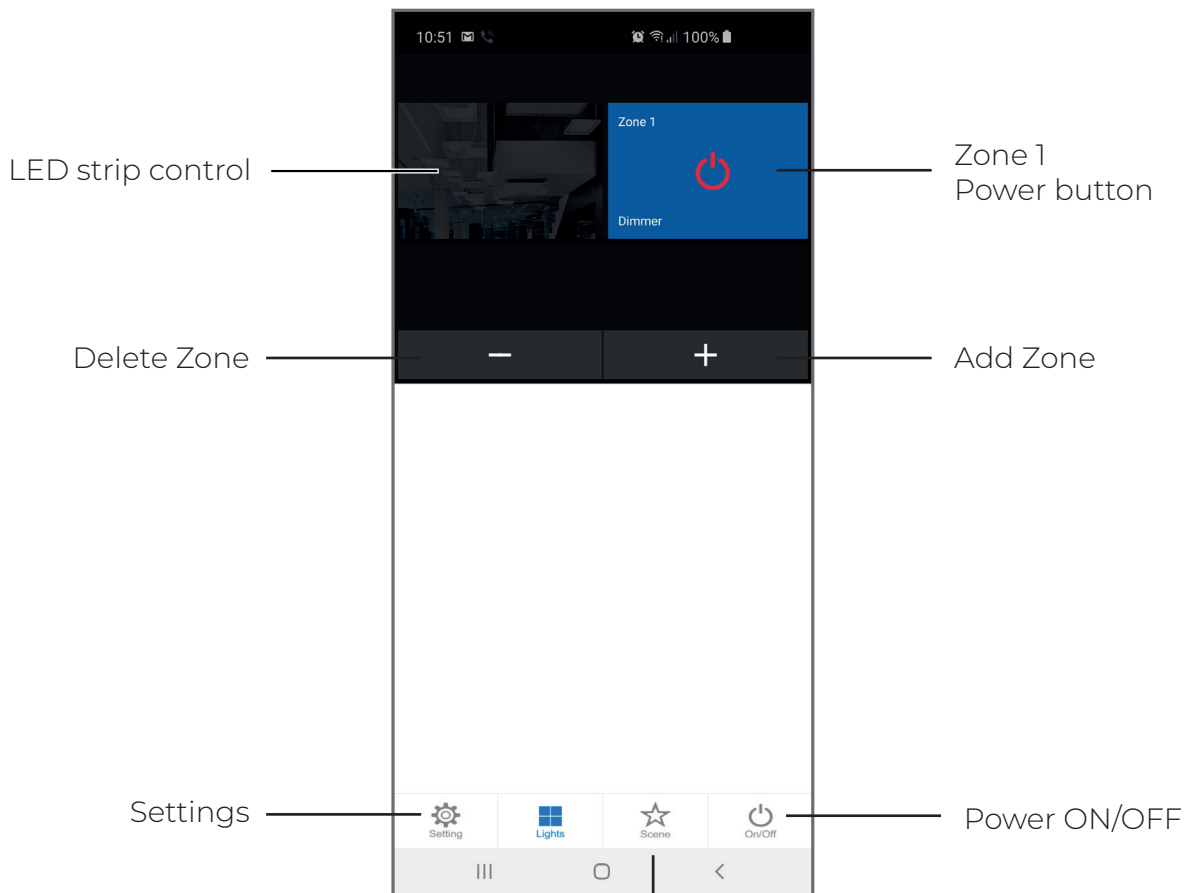 10:51
100%
LED strip control
Zone 1
Dimmer
Zone 1
Power button
Delete Zone
Add Zone
Settings
Setting
Lights
Scene
On/Off
Power ON/OFF